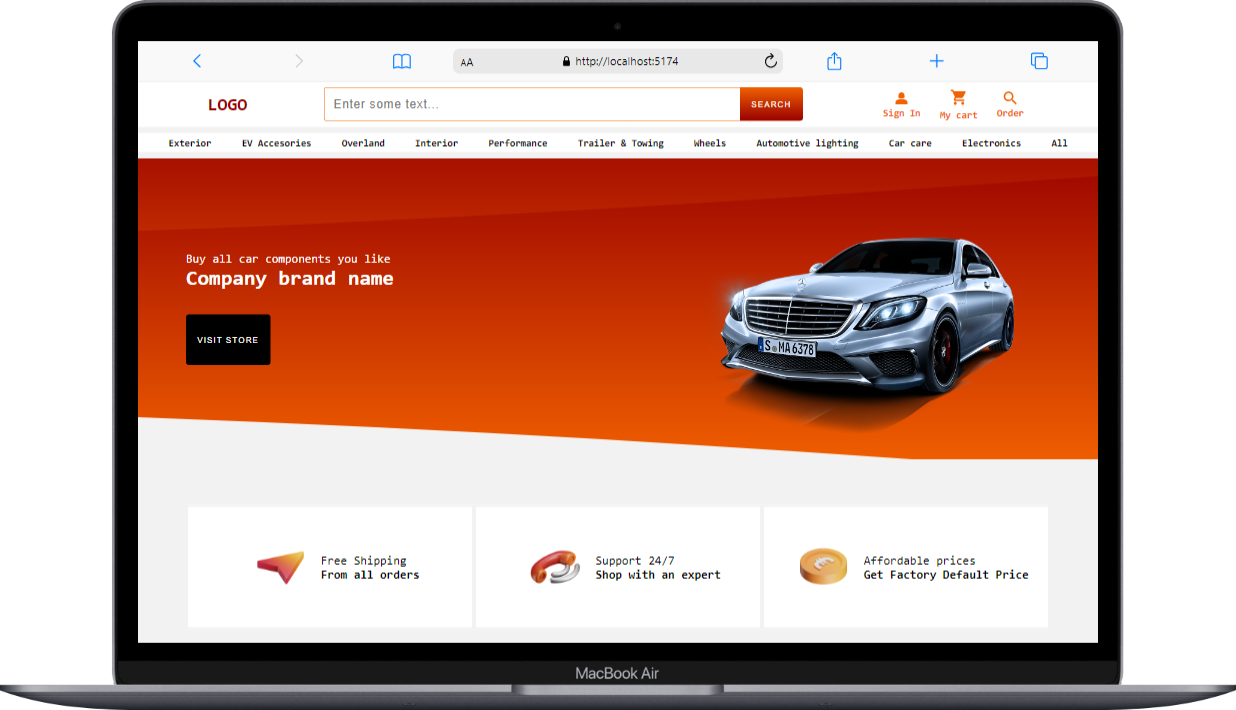 AA
http://localhost:5174
LOGO
Enter some text...
SEARCH
Sign In
My cart
Order
Exterior
EV Accesories
Overland
Interior
Performance
Trailer & Towing
Wheels
Automotive lighting
Car care
Electronics
All
Buy all car components you like
Company brand name
VISIT STORE
S MA 6378
Free Shipping
From all orders
Support 24/7
Shop with an expert
Affordable prices
Get Factory Default Price
MacBook Air